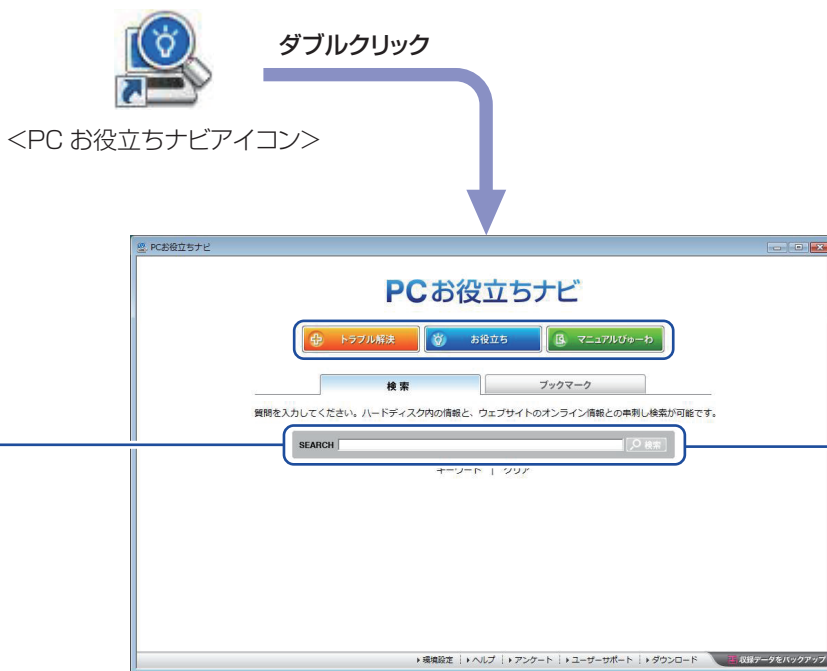 ダブルクリック
<PC お役立ちナビアイコン>
PCお役立ちナビ
PCお役立ちナビ
トラブル解決 お役立ち マニュアルびゅーわ
検索 ブックマーク
質問を入力してください。ハードディスク内の情報と、ウェブサイトのオンライン情報との串刺し検索が可能です。
SEARCH 検索
キーワード | クリア
環境設定 | ヘルプ | アンケート | ユーザーサポート | ダウンロード 収録データをバックアップ